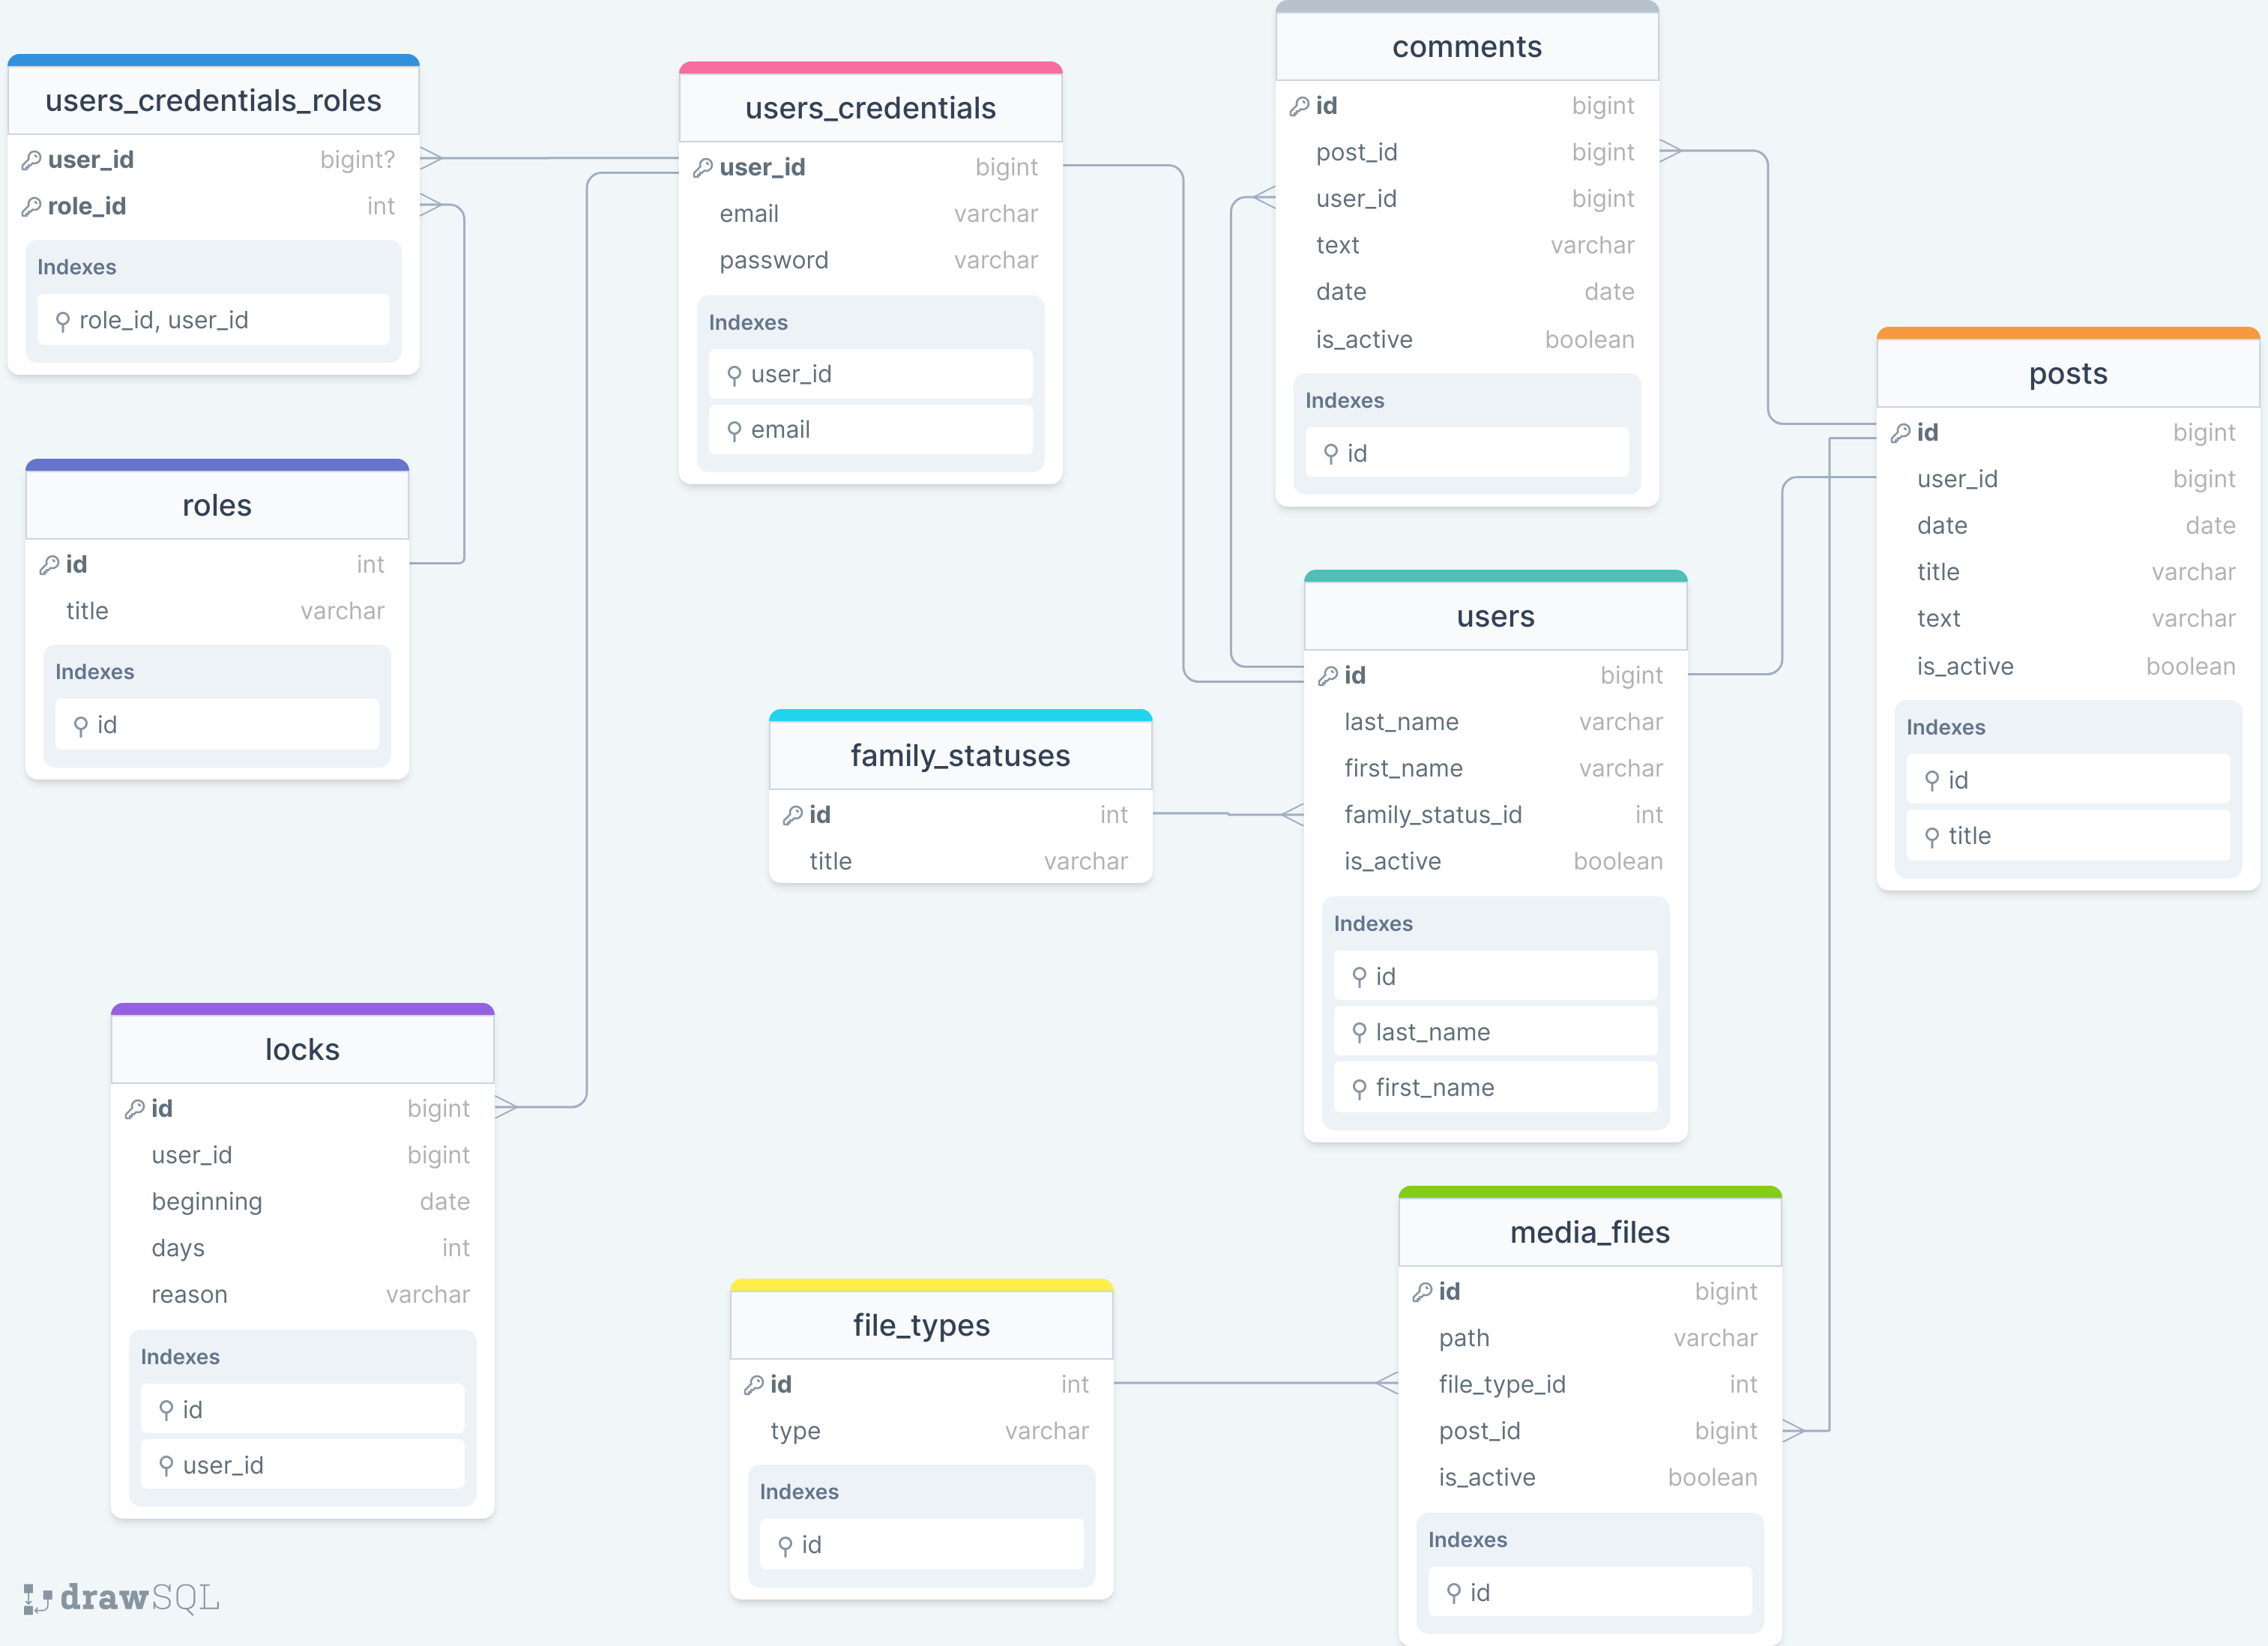 users_credentials_roles
user_id bigint?
role_id int
Indexes
role_id, user_id
users_credentials
user_id bigint
email varchar
password varchar
Indexes
user_id
email
comments
id bigint
post_id bigint
user_id bigint
text varchar
date date
is_active boolean
Indexes
id
posts
id bigint
user_id bigint
date date
title varchar
text varchar
is_active boolean
Indexes
id
title
roles
id int
title varchar
Indexes
id
users
id bigint
last_name varchar
first_name varchar
family_status_id int
is_active boolean
Indexes
id
last_name
first_name
family_statuses
id int
title varchar
locks
id bigint
user_id bigint
beginning date
days int
reason varchar
Indexes
id
user_id
file_types
id int
type varchar
Indexes
id
media_files
id bigint
path varchar
file_type_id int
post_id bigint
is_active boolean
Indexes
id
drawSQL